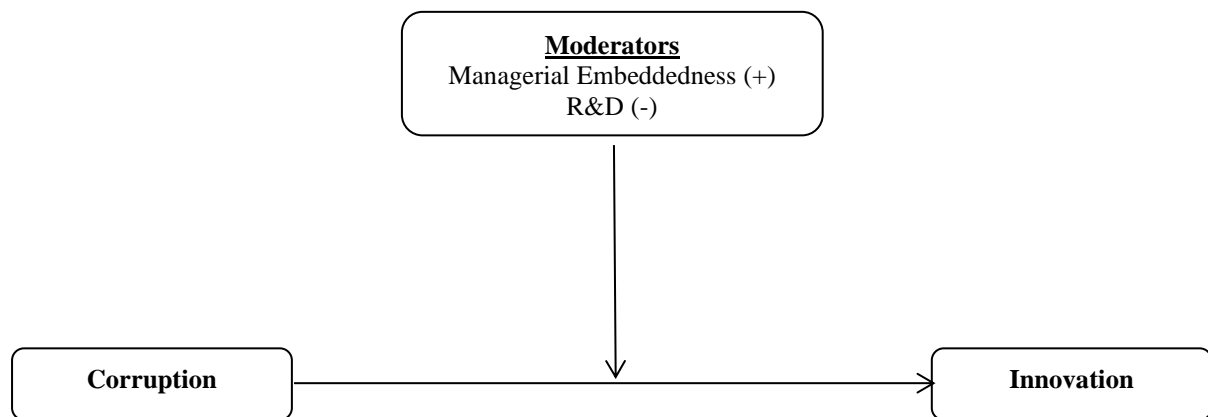 Moderators
Managerial Embeddedness (+)
R&D (-)
Corruption
Innovation